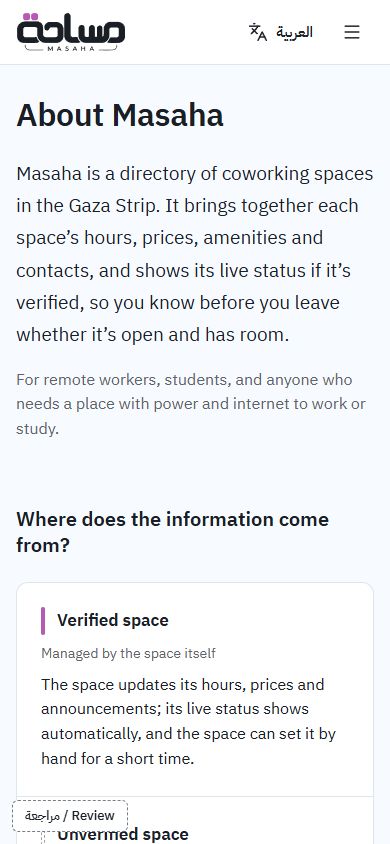 مساحة
MASAHA
العربية
About Masaha
Masaha is a directory of coworking spaces
in the Gaza Strip. It brings together each
space’s hours, prices, amenities and
contacts, and shows its live status if it’s
verified, so you know before you leave
whether it’s open and has room.
For remote workers, students, and anyone who
needs a place with power and internet to work or
study.
Where does the information come
from?
Verified space
Managed by the space itself
The space updates its hours, prices and
announcements; its live status shows
automatically, and the space can set it by
hand for a short time.
مراجعة / Review
Unverified space